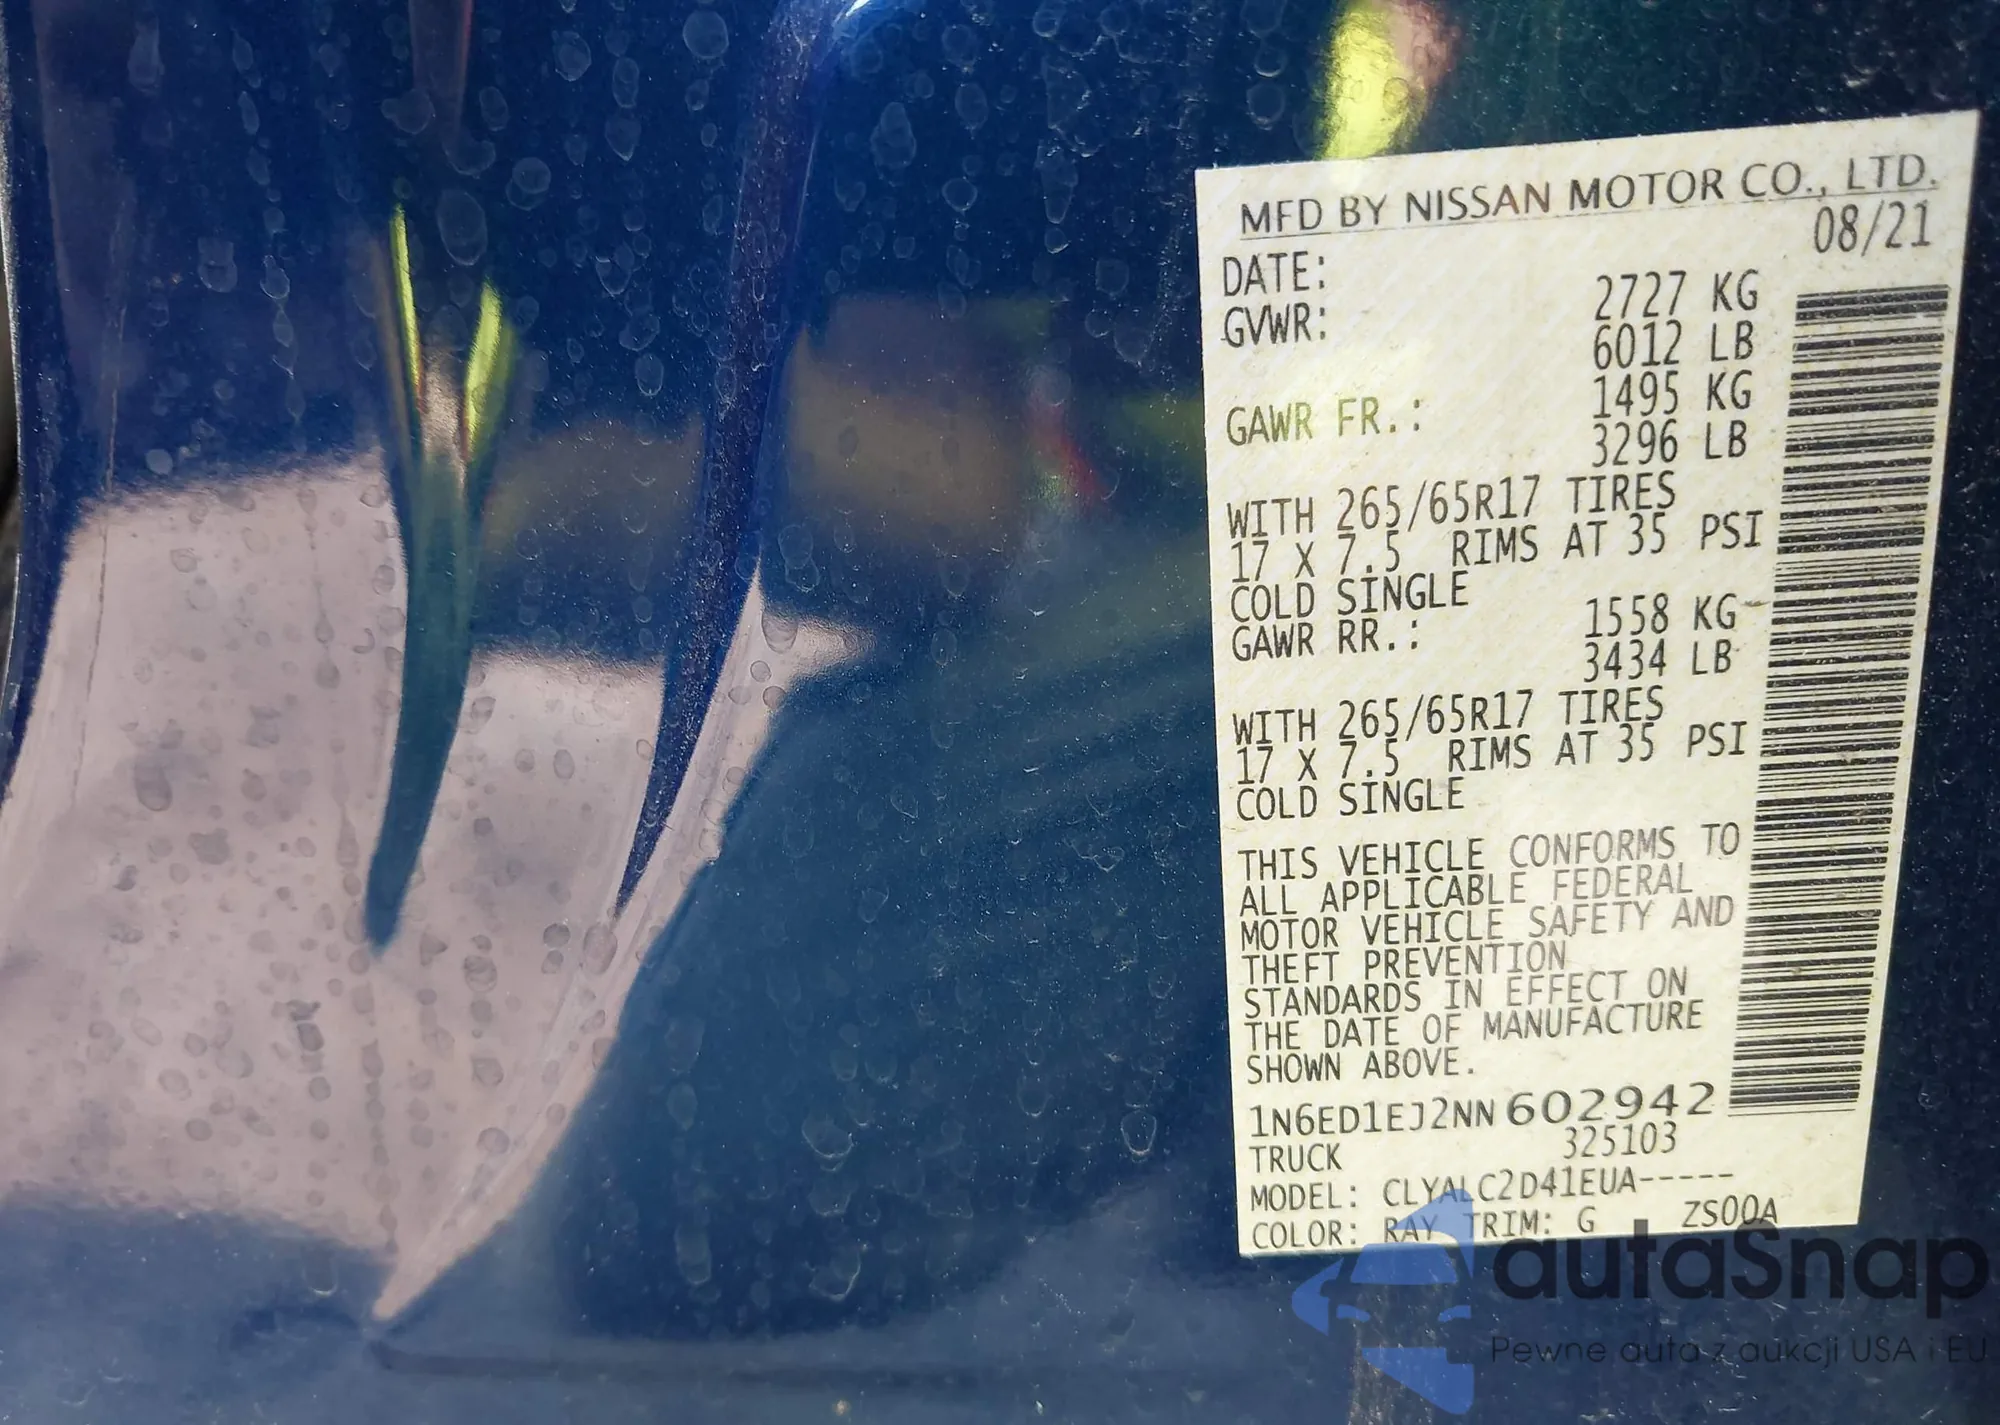 MFD BY NISSAN MOTOR CO., LTD.
DATE: 08/21
GVWR: 2727 KG
6012 LB
GAWR FR.: 1495 KG
3296 LB
WITH 265/65R17 TIRES
17 X 7.5 RIMS AT 35 PSI
COLD SINGLE
GAWR RR.: 1558 KG
3434 LB
WITH 265/65R17 TIRES
17 X 7.5 RIMS AT 35 PSI
COLD SINGLE
THIS VEHICLE CONFORMS TO
ALL APPLICABLE FEDERAL
MOTOR VEHICLE SAFETY AND
THEFT PREVENTION
STANDARDS IN EFFECT ON
THE DATE OF MANUFACTURE
SHOWN ABOVE.
1N6ED1EJ2NN602942
TRUCK 325103
MODEL: CLYALC2D41EUA-----
COLOR: RAY TRIM: G ZS00A
autaSnap
Pewne auta z aukcji USA i EU